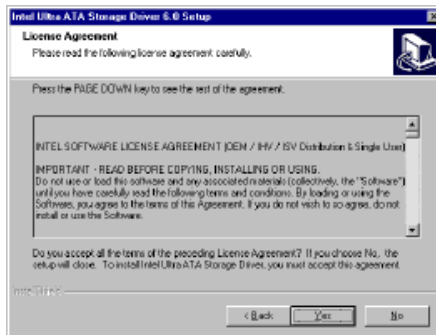 Intel Ultra ATA Storage Driver 6.0 Setup
License Agreement
Please read the following license agreement carefully.
Press the PAGE DOWN key to see the rest of the agreement.
INTEL SOFTWARE LICENSE AGREEMENT (OEM / IHV / ISV Distribution & Single User)
IMPORTANT - READ BEFORE COPYING, INSTALLING OR USING.
Do not use or load this software and any associated materials (collectively, the "Software")
until you have carefully read the following terms and conditions. By loading or using the
Software, you agree to the terms of this Agreement. If you do not wish to so agree, do not
install or use the Software.
Do you accept all the terms of the preceding License Agreement? If you choose No, the
setup will close. To install Intel Ultra ATA Storage Driver, you must accept this agreement
< Back
Yes
No